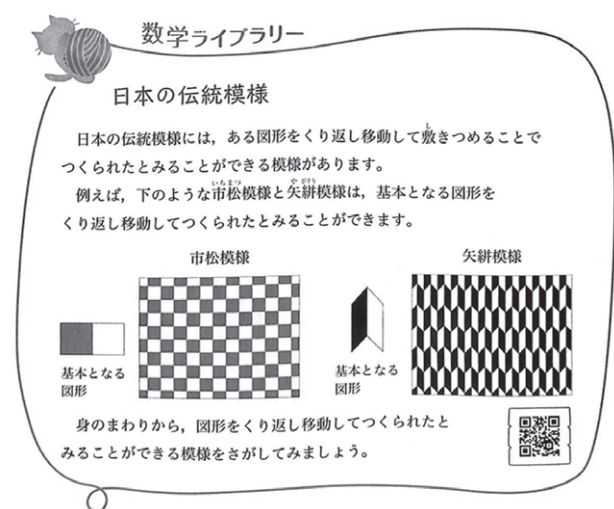 数学ライブラリー
日本の伝統模様
日本の伝統模様には，ある図形をくり返し移動して敷きつめることで
つくられたとみることができる模様があります。
例えば，下のような市松模様と矢絣模様は，基本となる図形を
くり返し移動してつくられたとみることができます。
市松模様
矢絣模様
基本となる
図形
基本となる
図形
身のまわりから，図形をくり返し移動してつくられたと
みることができる模様をさがしてみましょう。